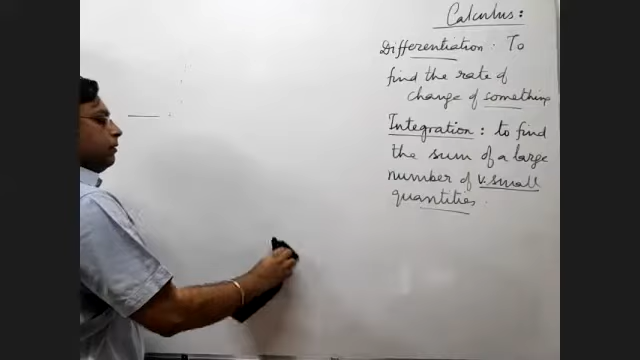 Calculus:
Differentiation: To
find the rate of
change of something
Integration: to find
the sum of a large
number of v. small
quantities.